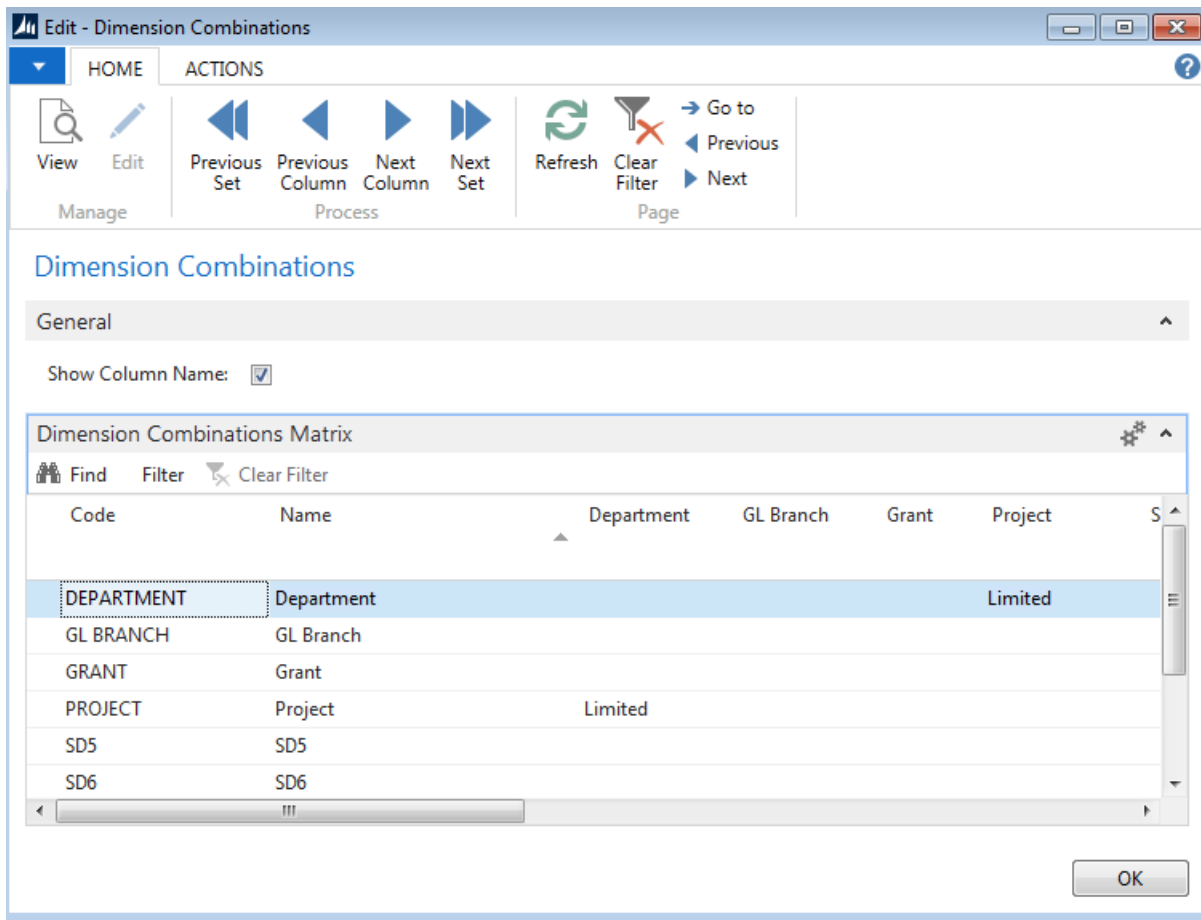 Edit - Dimension Combinations
HOME ACTIONS
View Edit Previous Set Previous Column Next Column Next Set Refresh Clear Filter Go to
Previous
Next
Manage Process Page
Dimension Combinations
General
Show Column Name:
Dimension Combinations Matrix
Find Filter Clear Filter
Code Name Department GL Branch Grant Project S
DEPARTMENT Department Limited
GL BRANCH GL Branch
GRANT Grant
PROJECT Project Limited
SD5 SD5
SD6 SD6
OK